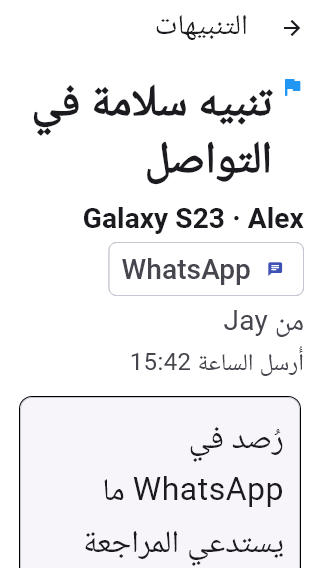 التنبيهات
تنبيه سلامة في
التواصل
Galaxy S23 · Alex
WhatsApp
من Jay
أرسل الساعة 15:42
رُصد في
WhatsApp ما
يستدعي المراجعة